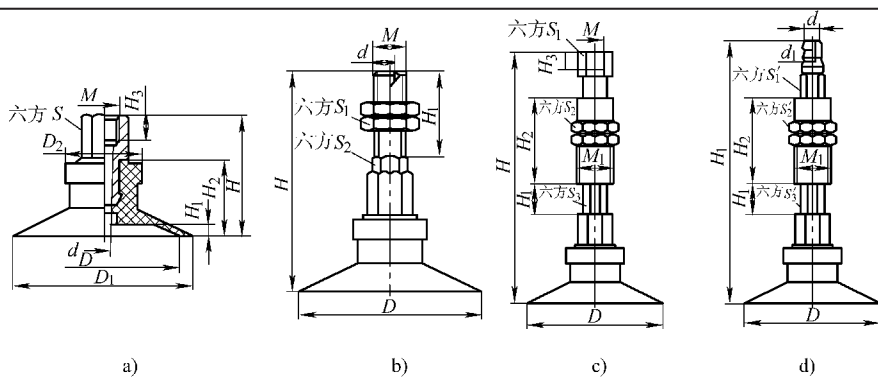 六方 S
M
H₃
D₂
H₁
H₂
H
d
D
D₁
a)
M
d
六方S₁
六方S₂
H₁
H
D
b)
M
六方S₁
H₃
六方S₂
H₂
M₁
H
H₁
六方S₃
D
c)
d
d₁
六方S₁′
六方S₂′
H₂
M₁
H₁
H₁
六方S₃′
D
d)